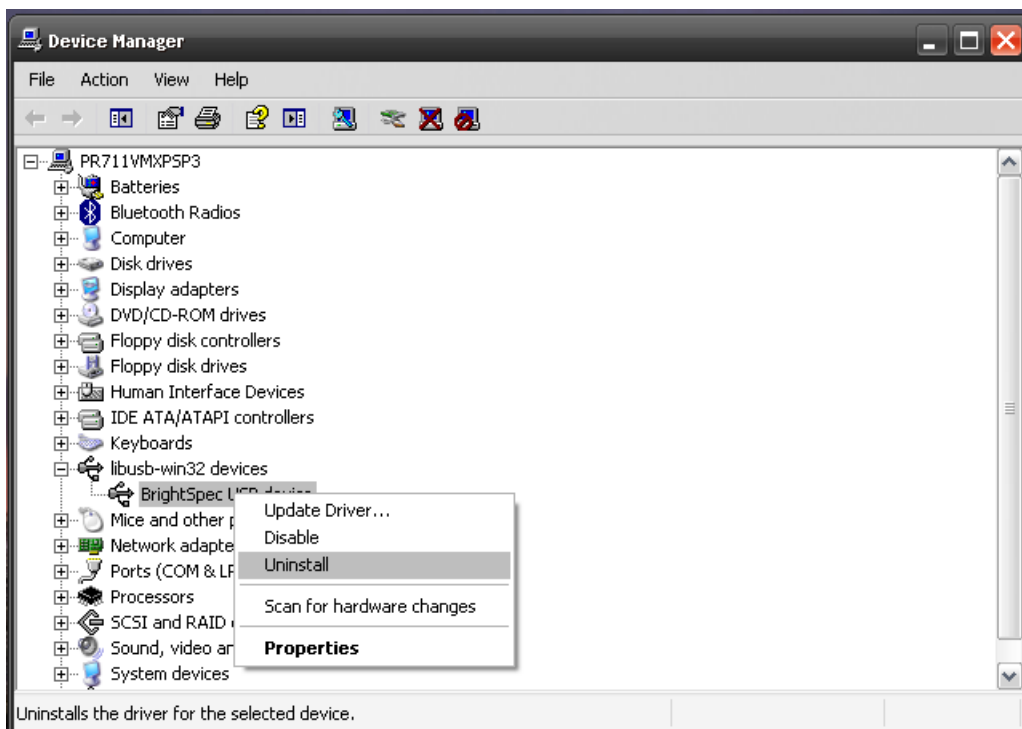 Device Manager
File Action View Help
PR711VMXPSP3
Batteries
Bluetooth Radios
Computer
Disk drives
Display adapters
DVD/CD-ROM drives
Floppy disk controllers
Floppy disk drives
Human Interface Devices
IDE ATA/ATAPI controllers
Keyboards
libusb-win32 devices
BrightSpec USB device
Mice and other
Network
Ports (COM &
Processors
SCSI and RAID
Sound, video
System devices
Update Driver...
Disable
Uninstall
Scan for hardware changes
Properties
Uninstalls the driver for the selected device.